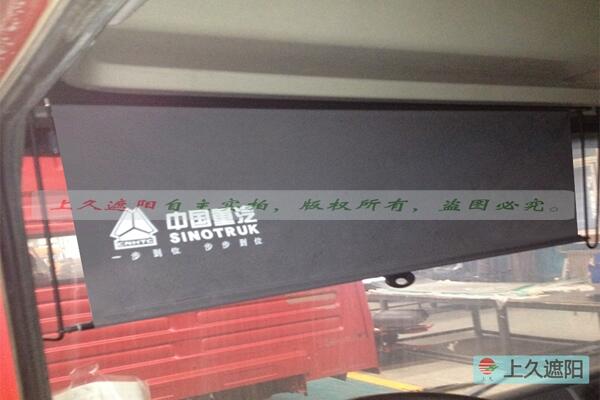 上久遮阳自主实拍，版权所有，盗图必究。
中国重汽
SINOTRUK
CNHTC
一步到位 步步到位
上久遮阳